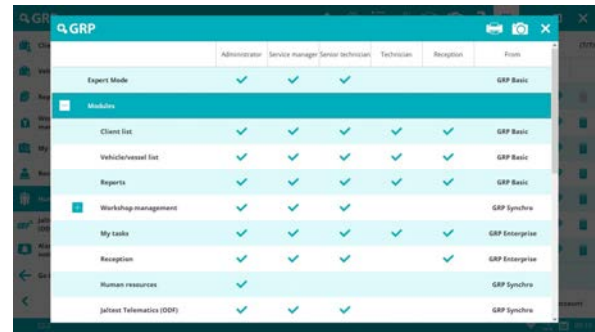 GRP
Administrator Service manager Senior technician Technician Reception From
Expert Mode GRP Basic
Modules
Client list GRP Basic
Vehicle/vessel list GRP Basic
Reports GRP Basic
Workshop management GRP Synchro
My tasks GRP Enterprise
Reception GRP Enterprise
Human resources GRP Synchro
Jaltest Telematics (ODF) GRP Synchro